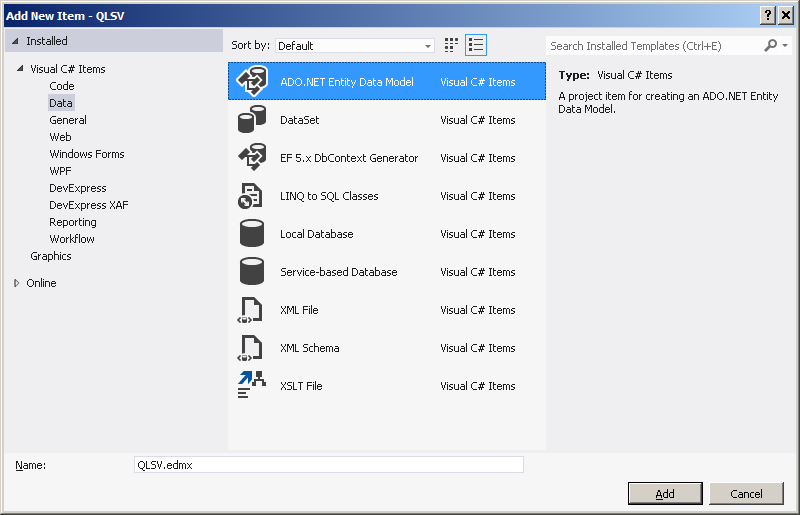 Add New Item - QLSV
Installed
Visual C# Items
Code
Data
General
Web
Windows Forms
WPF
DevExpress
DevExpress XAF
Reporting
Workflow
Graphics
Online
Sort by: Default
ADO.NET Entity Data Model Visual C# Items
DataSet Visual C# Items
EF 5.x DbContext Generator Visual C# Items
LINQ to SQL Classes Visual C# Items
Local Database Visual C# Items
Service-based Database Visual C# Items
XML File Visual C# Items
XML Schema Visual C# Items
XSLT File Visual C# Items
Search Installed Templates (Ctrl+E)
Type: Visual C# Items
A project item for creating an ADO.NET Entity
Data Model.
Name: QLSV.edmx
Add Cancel